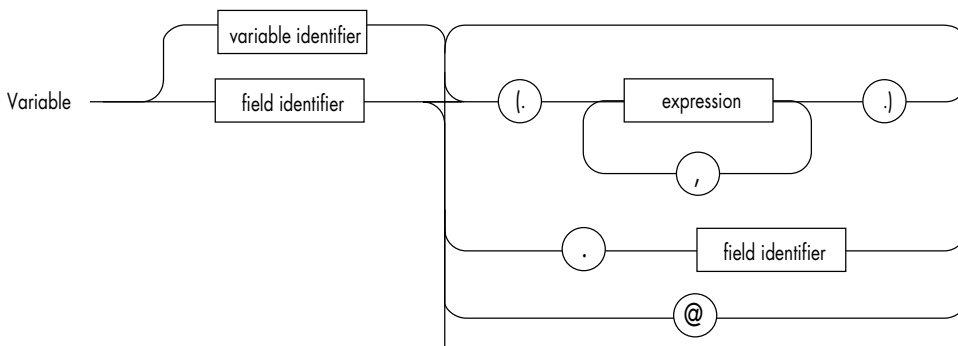 variable identifier
Variable
field identifier
(.
expression
.)
,
.
field identifier
@